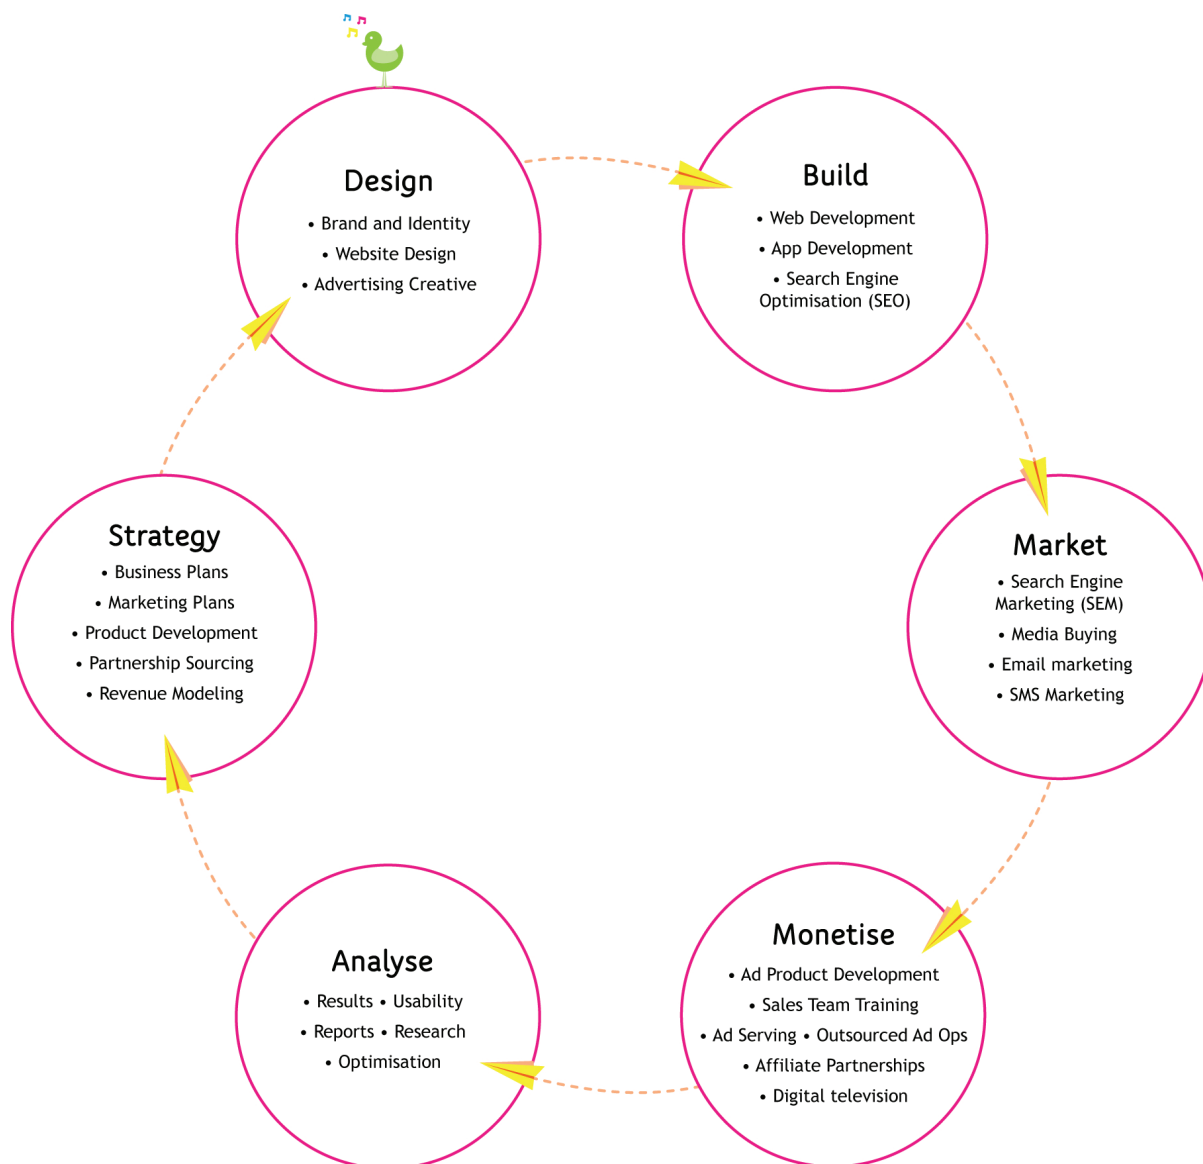 Design
• Brand and Identity
• Website Design
• Advertising Creative
Build
• Web Development
• App Development
• Search Engine
Optimisation (SEO)
Market
• Search Engine
Marketing (SEM)
• Media Buying
• Email marketing
• SMS Marketing
Monetise
• Ad Product Development
• Sales Team Training
• Ad Serving • Outsourced Ad Ops
• Affiliate Partnerships
• Digital television
Analyse
• Results • Usability
• Reports • Research
• Optimisation
Strategy
• Business Plans
• Marketing Plans
• Product Development
• Partnership Sourcing
• Revenue Modeling